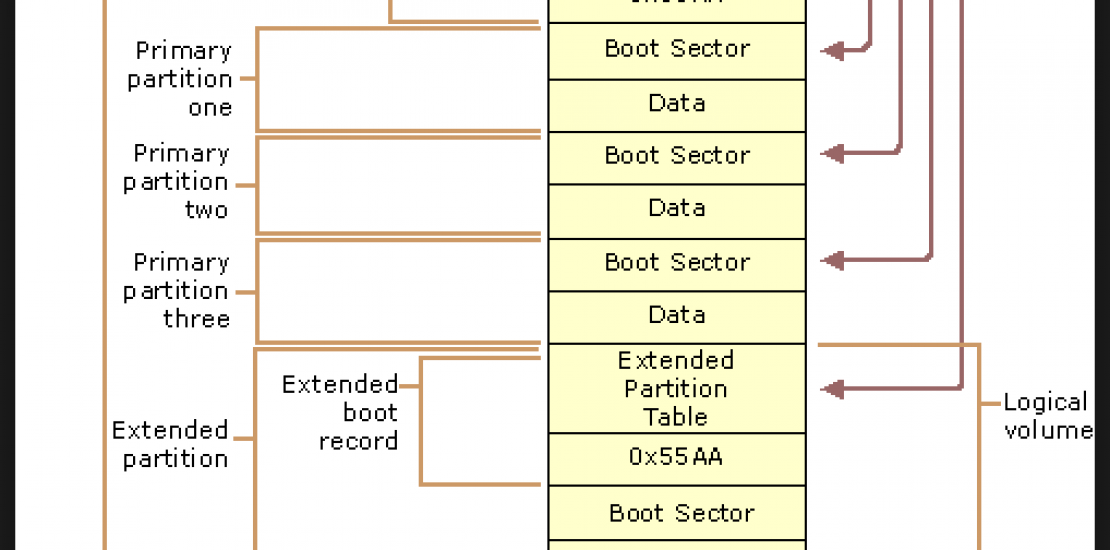 Boot Sector
Primary
partition
one
Data
Boot Sector
Primary
partition
two
Data
Boot Sector
Primary
partition
three
Data
Extended
Partition
Table
Extended
boot
record
Logical
volume
Extended
partition
0x55AA
Boot Sector